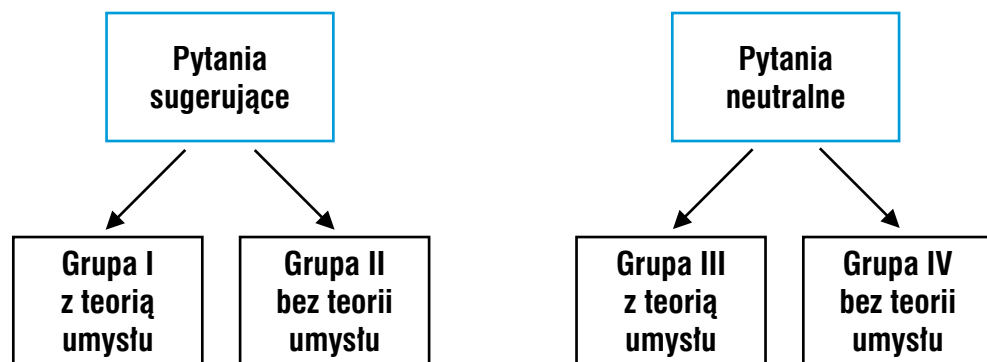 Pytania
sugerujące
Pytania
neutralne
Grupa I
z teorią
umysłu
Grupa II
bez teorii
umysłu
Grupa III
z teorią
umysłu
Grupa IV
bez teorii
umysłu